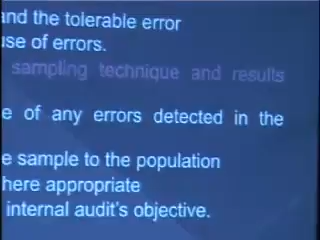 and the tolerable error
use of errors.
sampling technique and results
e of any errors detected in the
e sample to the population
here appropriate
internal audit's objective.